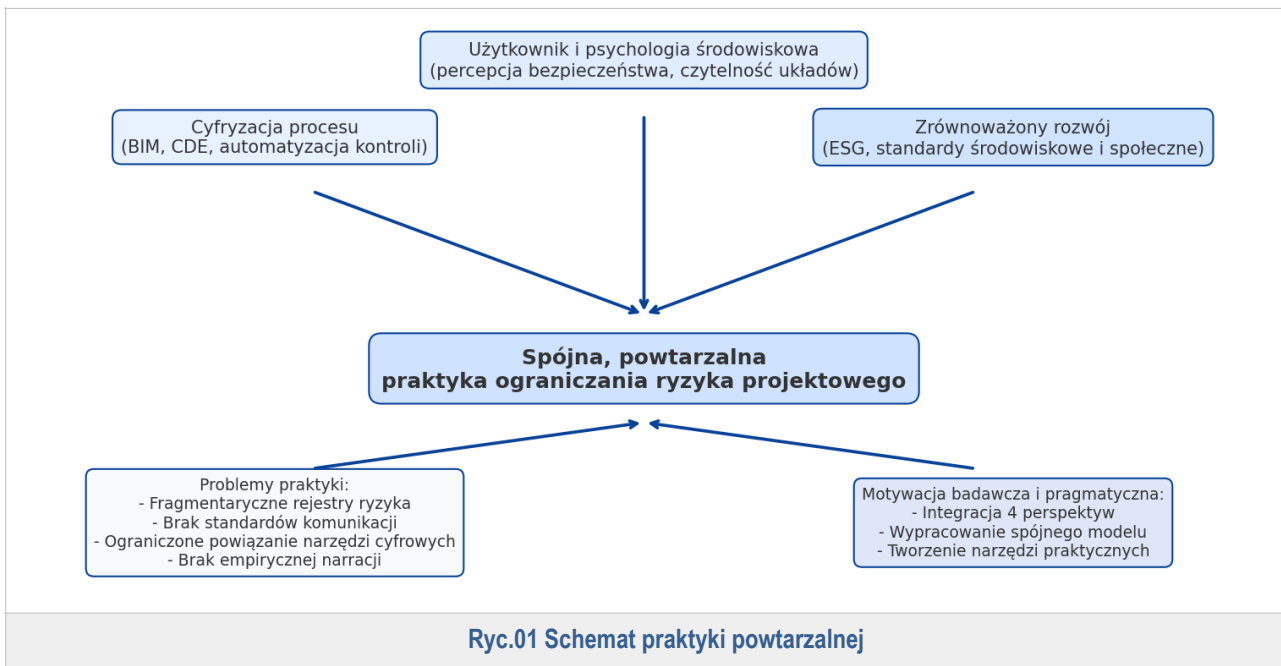 Użytkownik i psychologia środowiskowa
(percepcja bezpieczeństwa, czytelność układów)
Cyfryzacja procesu
(BIM, CDE, automatyzacja kontroli)
Zrównoważony rozwój
(ESG, standardy środowiskowe i społeczne)
Spójna, powtarzalna
praktyka ograniczania ryzyka projektowego
Problemy praktyki:
- Fragmentaryczne rejestry ryzyka
- Brak standardów komunikacji
- Ograniczone powiązanie narzędzi cyfrowych
- Brak empirycznej narracji
Motywacja badawcza i pragmatyczna:
- Integracja 4 perspektyw
- Wypracowanie spójnego modelu
- Tworzenie narzędzi praktycznych
Ryc.01 Schemat praktyki powtarzalnej